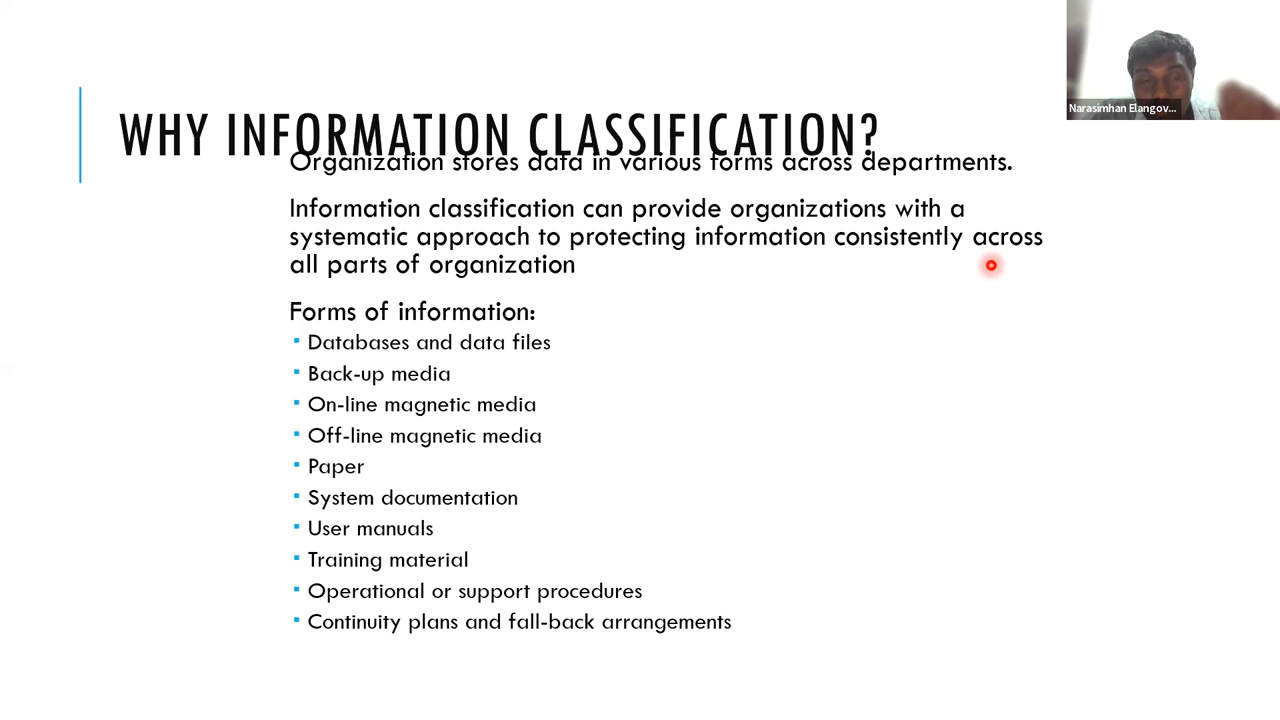 WHY INFORMATION CLASSIFICATION?
Organization stores data in various forms across departments.
Information classification can provide organizations with a
systematic approach to protecting information consistently across
all parts of organization
Forms of information:
Databases and data files
Back-up media
On-line magnetic media
Off-line magnetic media
Paper
System documentation
User manuals
Training material
Operational or support procedures
Continuity plans and fall-back arrangements
Narasimhan Elangov...